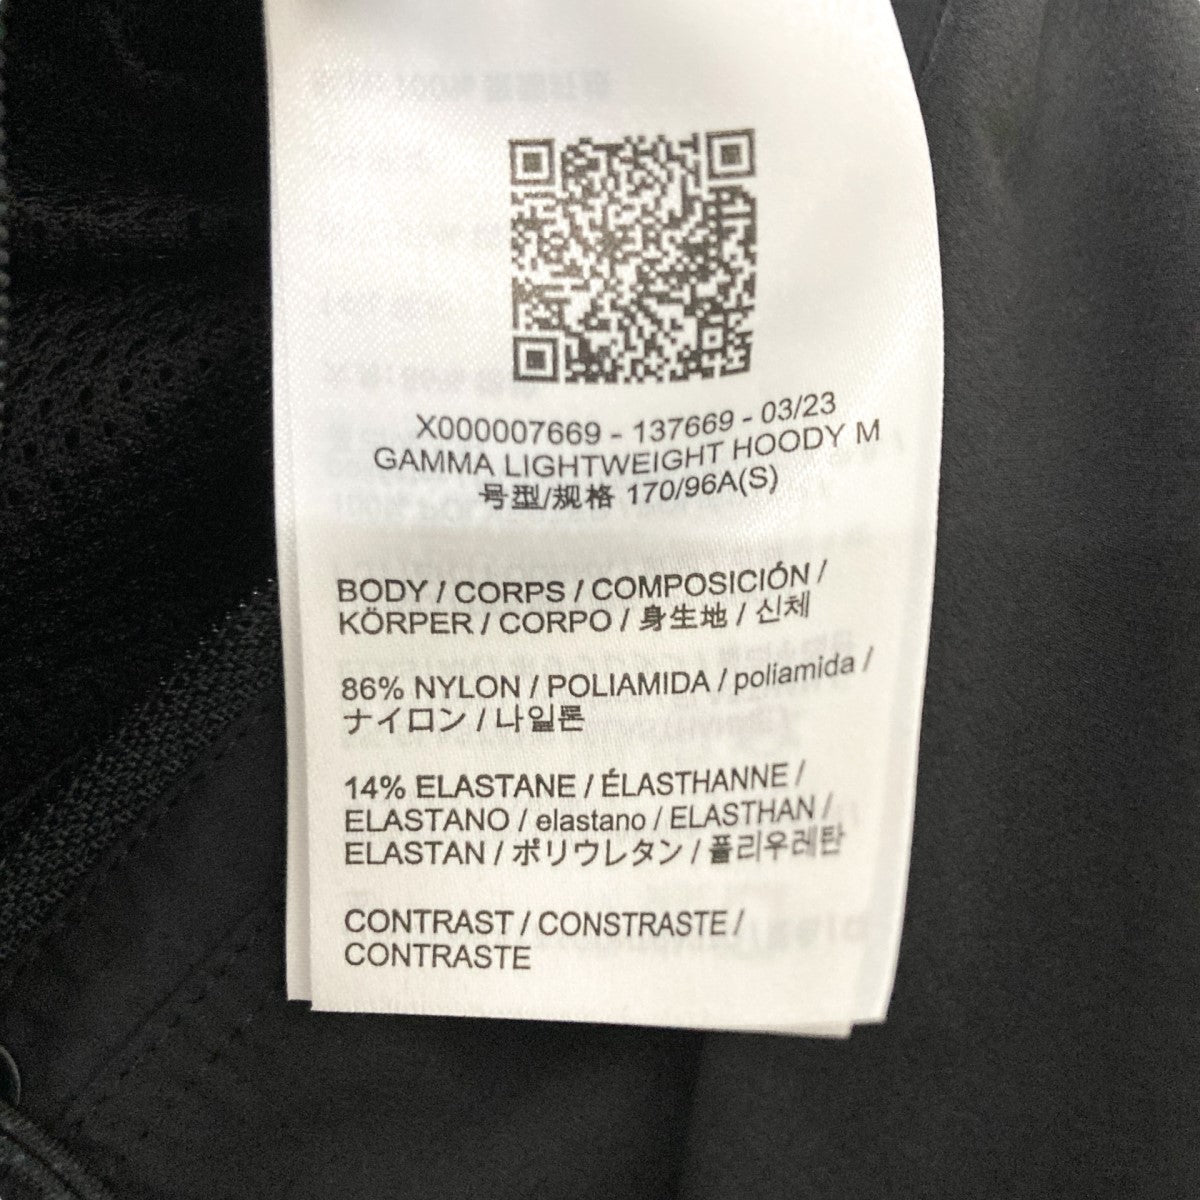 X000007669 - 137669 - 03/23
GAMMA LIGHTWEIGHT HOODY M
号型/规格 170/96A(S)
BODY / CORPS / COMPOSICIÓN /
KÖRPER / CORPO / 身生地 / 신체
86% NYLON / POLIAMIDA / poliamida /
ナイロン / 나일론
14% ELASTANE / ÉLASTHANNE /
ELASTANO / elastano / ELASTHAN /
ELASTAN / ポリウレタン / 폴리우레탄
CONTRAST / CONSTRASTE /
CONTRASTE